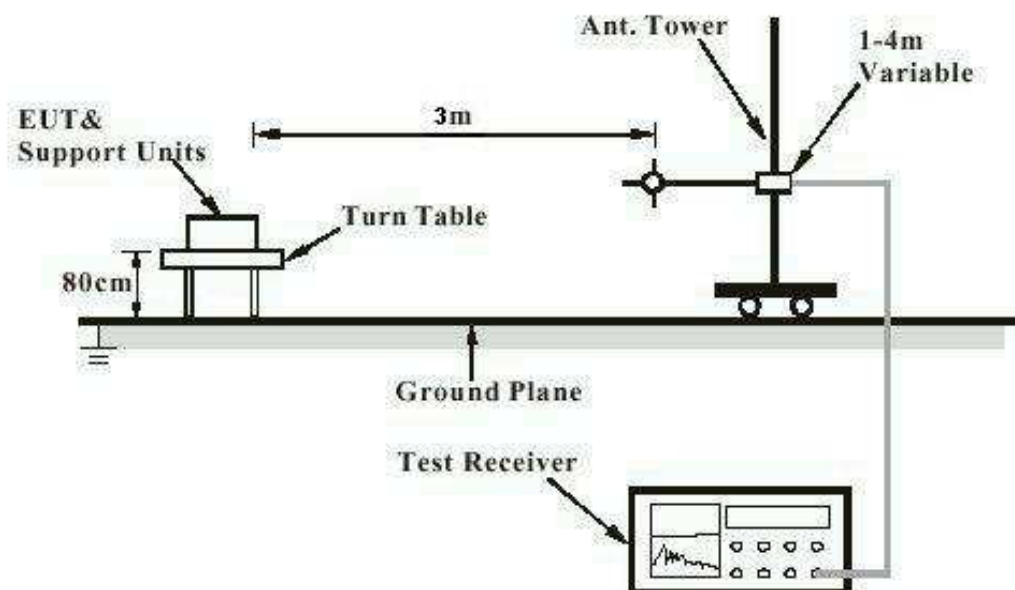 Ant. Tower
1-4m
Variable
3m
EUT&
Support Units
Turn Table
80cm
Ground Plane
Test Receiver